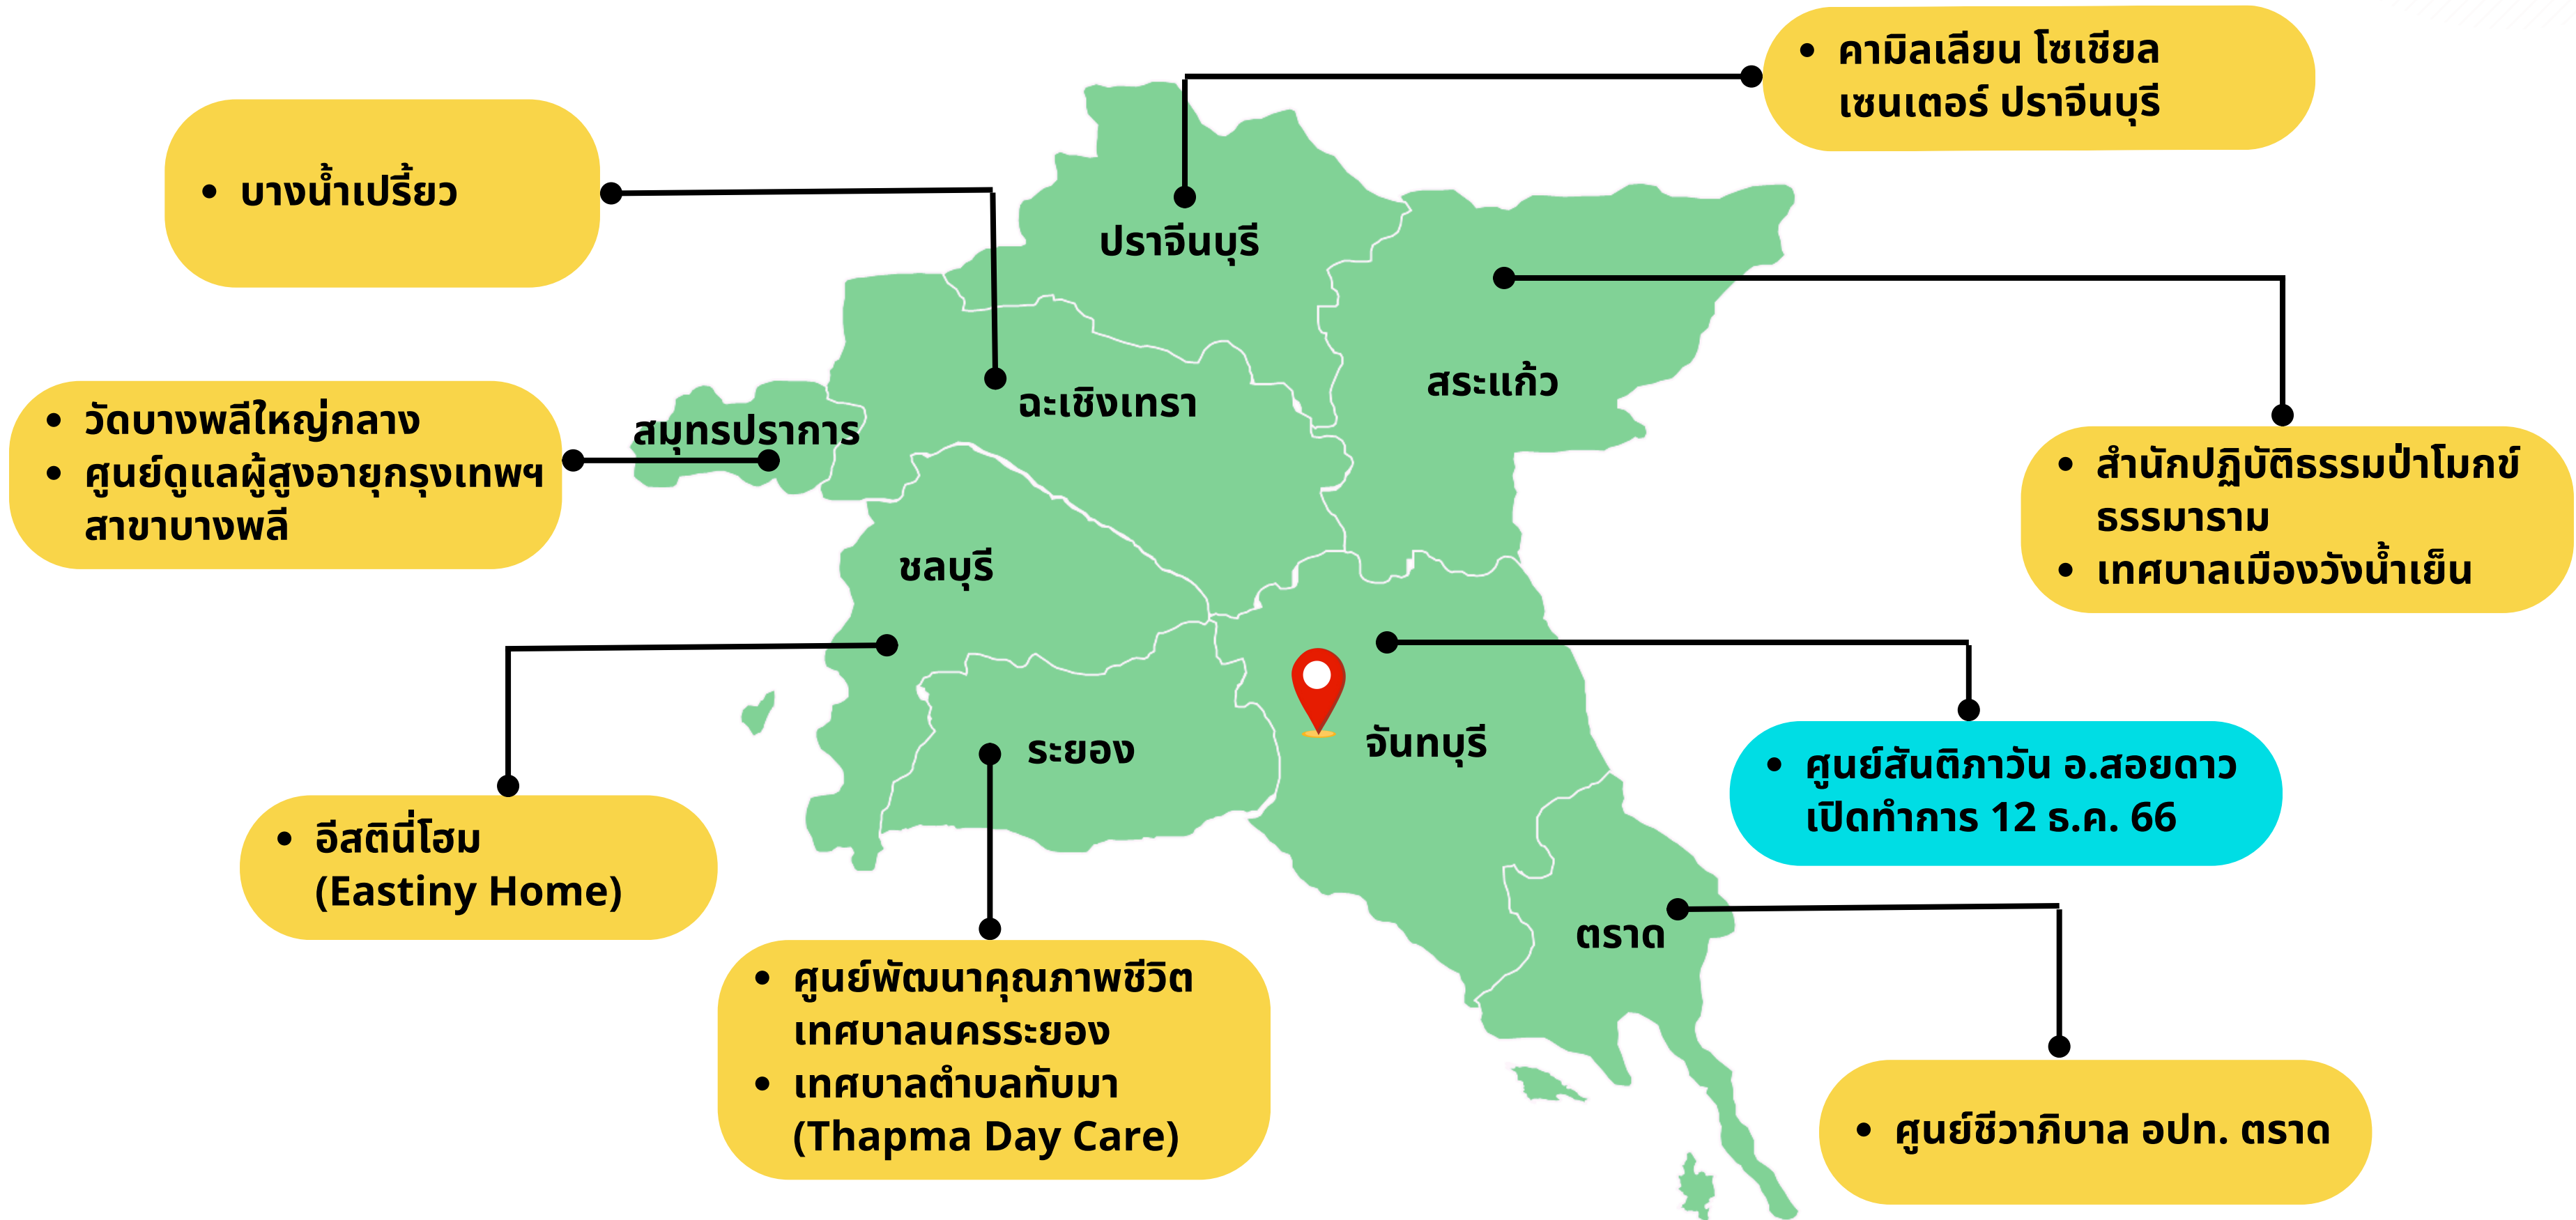 • คามิลเลียน โซเชียล
เซนเตอร์ ปราจีนบุรี
• บางน้ำเปรี้ยว
ปราจีนบุรี
สระแก้ว
ฉะเชิงเทรา
สมุทรปราการ
• วัดบางพลีใหญ่กลาง
• ศูนย์ดูแลผู้สูงอายุกรุงเทพฯ
สาขาบางพลี
• สำนักปฏิบัติธรรมป่าโมกข์
ธรรมาราม
• เทศบาลเมืองวังน้ำเย็น
ชลบุรี
ระยอง
จันทบุรี
• ศูนย์สันติภาวัน อ.สอยดาว
เปิดทำการ 12 ธ.ค. 66
• อีสตินี่โฮม
(Eastiny Home)
ตราด
• ศูนย์พัฒนาคุณภาพชีวิต
เทศบาลนครระยอง
• เทศบาลตำบลทับมา
(Thapma Day Care)
• ศูนย์ชีวาภิบาล อปท. ตราด